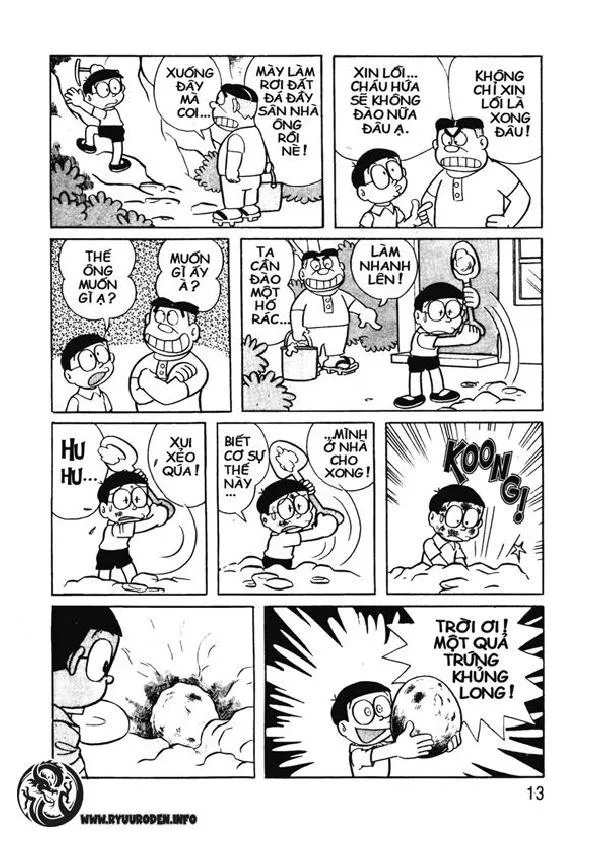 XUỐNG
ĐÂY
MÀ
COI...
MÀY LÀM
RƠI ĐẤT
ĐÁ ĐẦY
SÂN NHÀ
ÔNG
RỒI
NÈ!
XIN LỖI...
CHÁU HỨA
SẼ KHÔNG
ĐÀO NỮA
ĐÂU Ạ.
KHÔNG
CHỈ XIN
LỖI LÀ
XONG
ĐÂU!
THẾ
ÔNG
MUỐN
GÌ Ạ?
MUỐN
GÌ ẤY
À?
TA
CẦN
ĐÀO
MỘT
HỐ
RÁC...
LÀM
NHANH
LÊN!
HU
HU...
XUI
XẺO
QÚA!
BIẾT
CƠ SỰ
THẾ
NÀY
...
...MÌNH
Ở NHÀ
CHO
XONG!
KOONG!
TRỜI ƠI!
MỘT QUẢ
TRỨNG
KHỦNG
LONG!
13
WWW.RYUURODEN.INFO